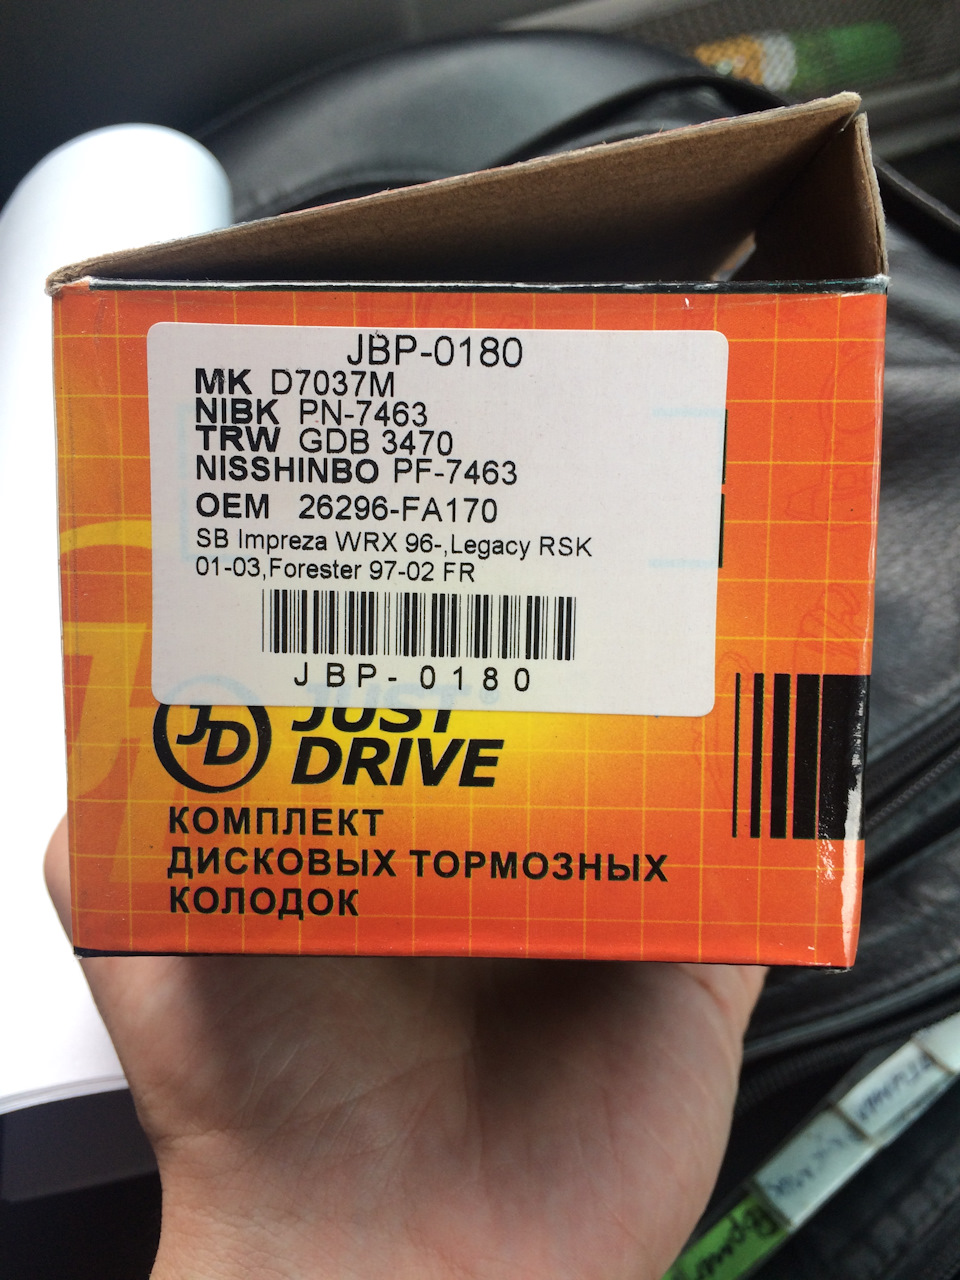 JBP-0180
MK D7037M
NIBK PN-7463
TRW GDB 3470
NISSHINBO PF-7463
OEM 26296-FA170
SB Impreza WRX 96-,Legacy RSK
01-03,Forester 97-02 FR
JBP-0180
JD
JUST
DRIVE
КОМПЛЕКТ
ДИСКОВЫХ ТОРМОЗНЫХ
КОЛОДОК